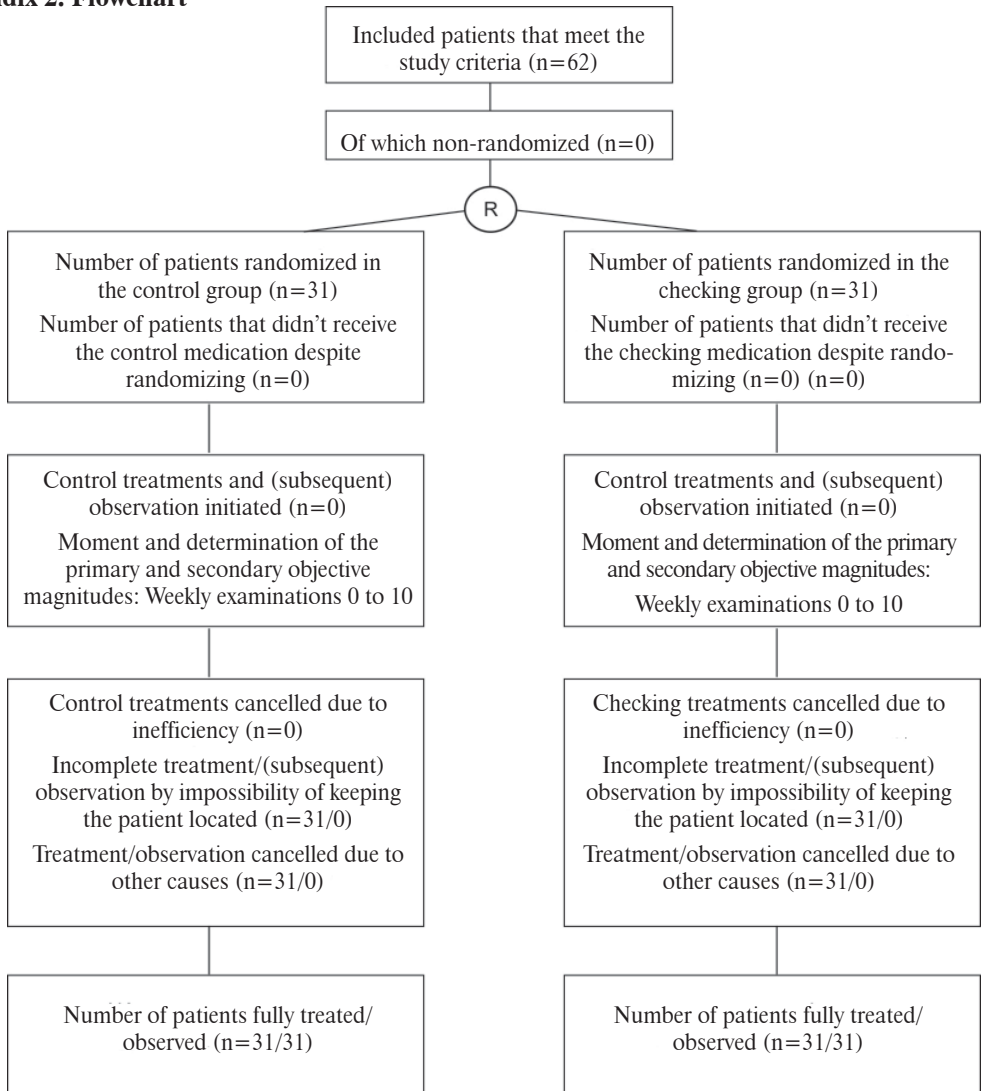 2. Flowchart
Included patients that meet the
study criteria (n=62)
Of which non-randomized (n=0)
R
Number of patients randomized in
the control group (n=31)
Number of patients that didn't receive
the control medication despite
randomizing (n=0)
Number of patients randomized in the
checking group (n=31)
Number of patients that didn't receive
the checking medication despite rando-
mizing (n=0) (n=0)
Control treatments and (subsequent)
observation initiated (n=0)
Moment and determination of the
primary and secondary objective
magnitudes: Weekly examinations 0 to 10
Control treatments and (subsequent)
observation initiated (n=0)
Moment and determination of the primary
and secondary objective magnitudes:
Weekly examinations 0 to 10
Control treatments cancelled due to
inefficiency (n=0)
Incomplete treatment/(subsequent)
observation by impossibility of keeping
the patient located (n=31/0)
Treatment/observation cancelled due to
other causes (n=31/0)
Checking treatments cancelled due to
inefficiency (n=0)
Incomplete treatment/(subsequent)
observation by impossibility of keeping
the patient located (n=31/0)
Treatment/observation cancelled due to
other causes (n=31/0)
Number of patients fully treated/
observed (n=31/31)
Number of patients fully treated/
observed (n=31/31)